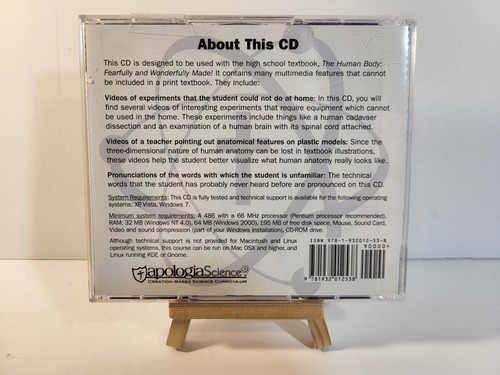 About This CD
This CD is designed to be used with the high school textbook, The Human Body:
Fearfully and Wonderfully Made! It contains many multimedia features that cannot
be included in a print textbook. They include:
Videos of experiments that the student could not do at home: In this CD, you will
find several videos of interesting experiments that require equipment which cannot
be used in the home. These experiments include things like a human cadaver
dissection and an examination of a human brain with its spinal cord attached.
Videos of a teacher pointing out anatomical features on plastic models: Since the
three-dimensional nature of human anatomy can be lost in textbook illustrations,
these videos help the student better visualize what human anatomy really looks like.
Pronunciations of the words with which the student is unfamiliar: The technical
words that the student has probably never heard before are pronounced on this CD.
System Requirements: This CD is fully tested and technical support is available for the following
operating systems: XP, Vista, Windows 7.
Minimum system requirements: A 486 with a 66 MHz processor (Pentium processor recommended),
RAM: 32 MB (Windows NT 4.0), 64 MB (Windows 2000), 195 MB of free disk space, Mouse, Sound Card,
Video and sound compression (part of your Windows installation), CD-ROM drive.
Although technical support is not provided for Macintosh and Linux
operating systems, this course can be run on Mac OSX and higher, and
Linux running KDE or Gnome.
ISBN 978-1-932012-53-8
90000>
9 781932 012538
apologiaScience
Creation-Based Science Curriculum